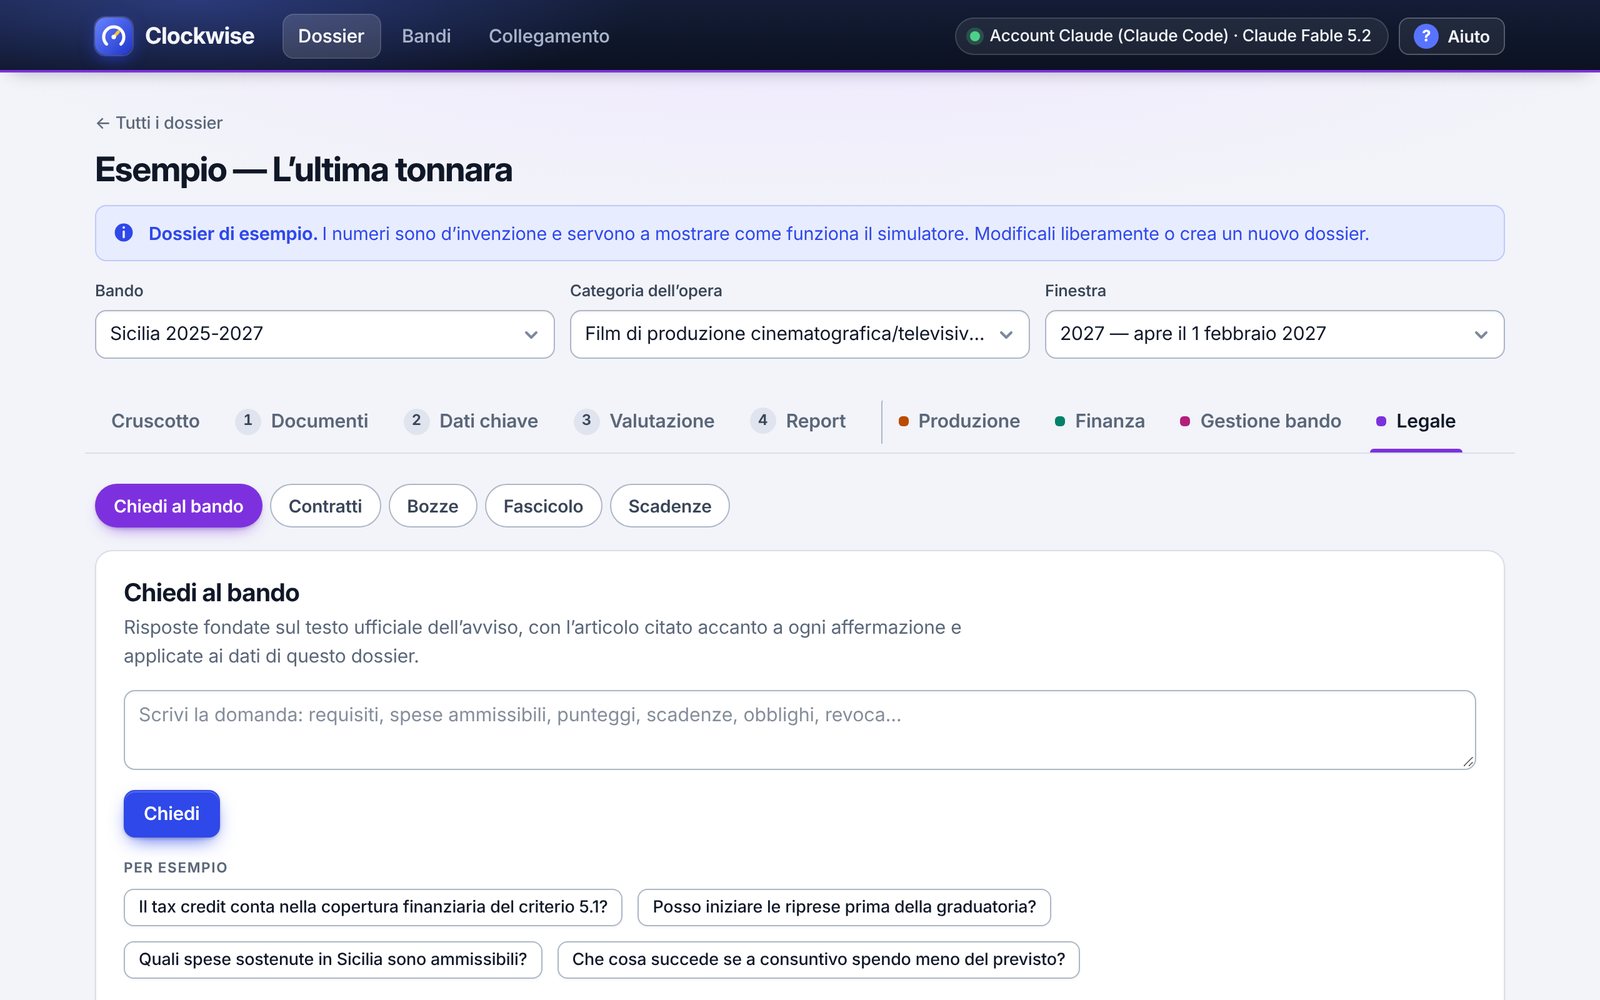 Clockwise
Dossier
Bandi
Collegamento
Account Claude (Claude Code) · Claude Fable 5.2
? Aiuto
← Tutti i dossier
Esempio — L’ultima tonnara
Dossier di esempio. I numeri sono d’invenzione e servono a mostrare come funziona il simulatore. Modificali liberamente o crea un nuovo dossier.
Bando
Categoria dell’opera
Finestra
Sicilia 2025-2027
Film di produzione cinematografica/televisiv...
2027 — apre il 1 febbraio 2027
Cruscotto
1 Documenti
2 Dati chiave
3 Valutazione
4 Report
Produzione
Finanza
Gestione bando
Legale
Chiedi al bando
Contratti
Bozze
Fascicolo
Scadenze
Chiedi al bando
Risposte fondate sul testo ufficiale dell’avviso, con l’articolo citato accanto a ogni affermazione e
applicate ai dati di questo dossier.
Scrivi la domanda: requisiti, spese ammissibili, punteggi, scadenze, obblighi, revoca...
Chiedi
PER ESEMPIO
Il tax credit conta nella copertura finanziaria del criterio 5.1?
Posso iniziare le riprese prima della graduatoria?
Quali spese sostenute in Sicilia sono ammissibili?
Che cosa succede se a consuntivo spendo meno del previsto?